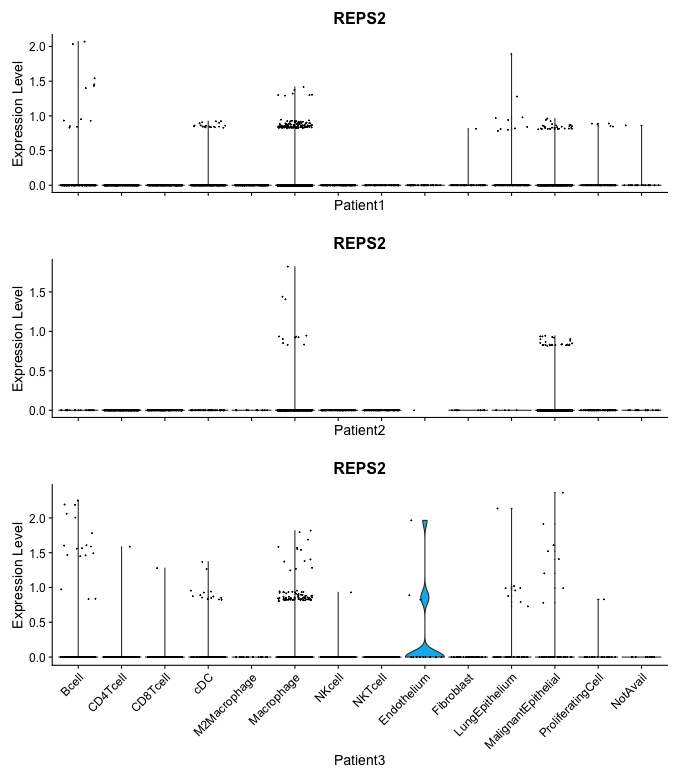 REPS2
Expression Level
2.0
1.5
1.0
0.5
0.0
Patient1
REPS2
Expression Level
1.5
1.0
0.5
0.0
Patient2
REPS2
Expression Level
2.0
1.5
1.0
0.5
0.0
Bcell
CD4Tcell
CD8Tcell
cDC
M2Macrophage
Macrophage
NKcell
NKTcell
Endothelium
Fibroblast
LungEpithelium
MalignantEpithelial
ProliferatingCell
NotAvail
Patient3